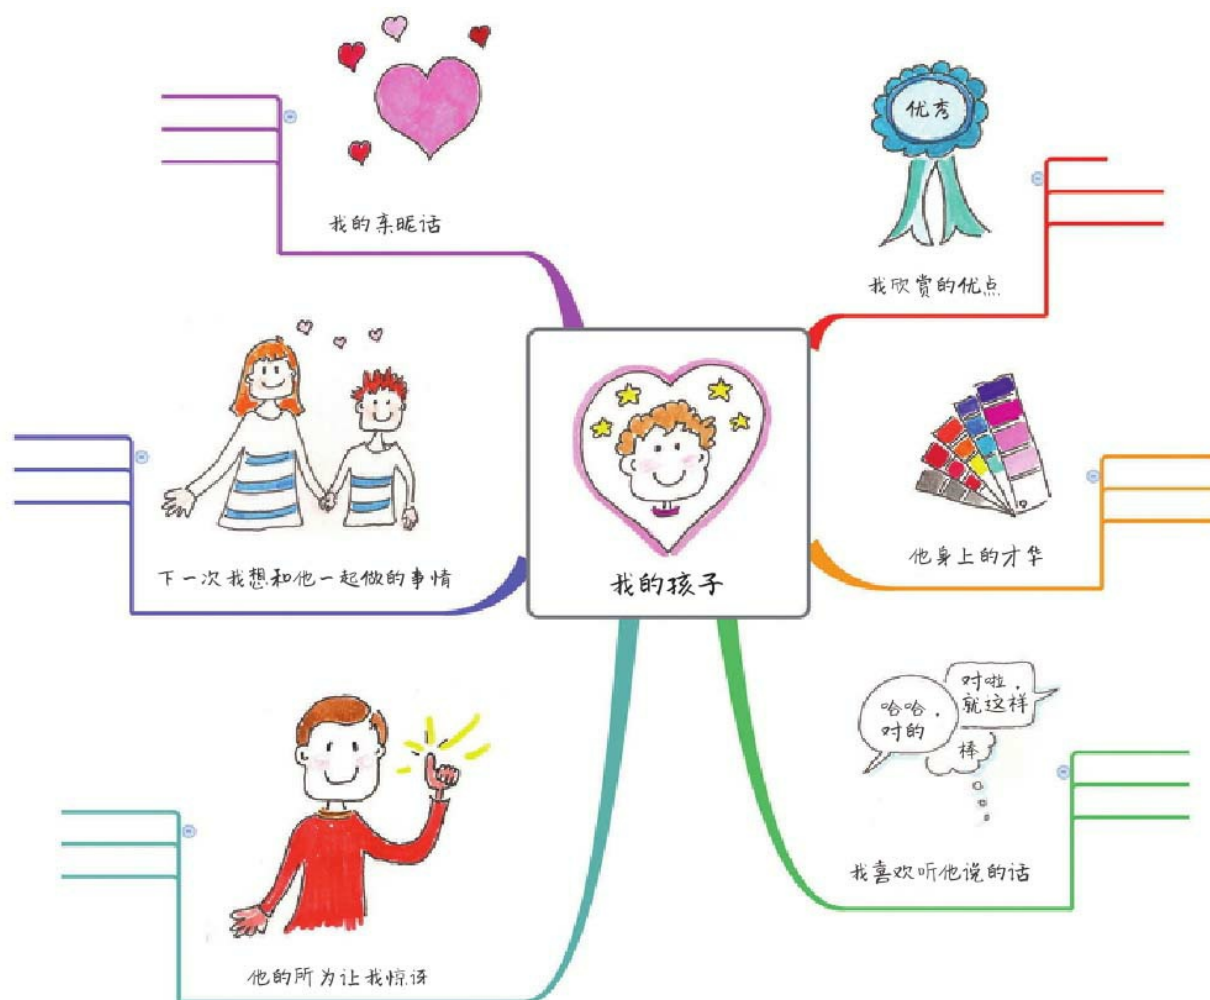 我的亲昵话
优秀
我欣赏的优点
下一次我想和他一起做的事情
我的孩子
他身上的才华
哈哈，
对的
对啦，
就这样
棒
我喜欢听他说的话
他的所为让我惊讶